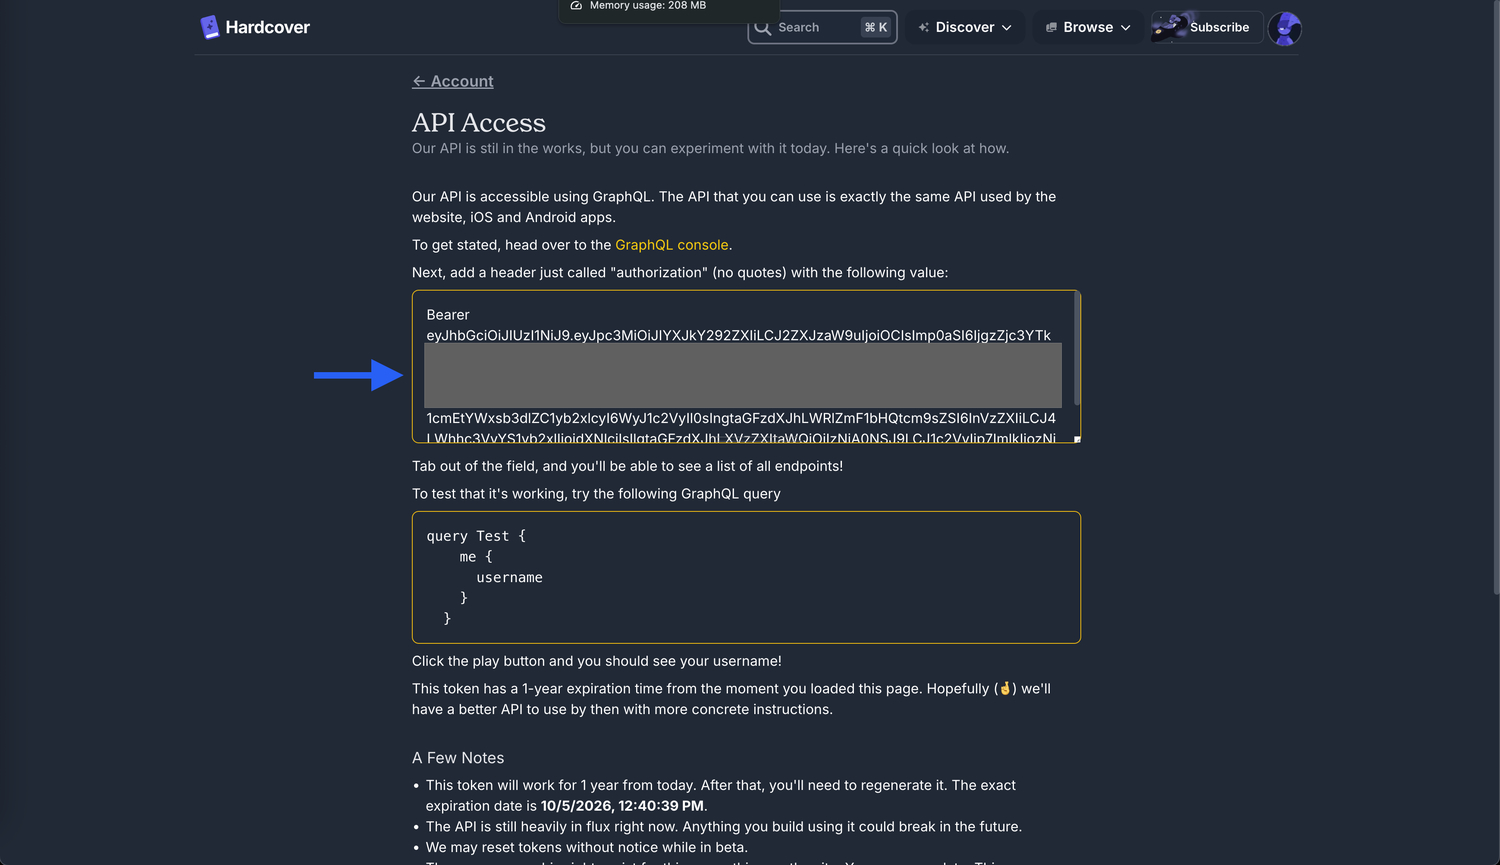 Memory usage: 208 MB
Hardcover
Search
⌘ K
Discover
Browse
Subscribe
← Account
API Access
Our API is stil in the works, but you can experiment with it today. Here's a quick look at how.
Our API is accessible using GraphQL. The API that you can use is exactly the same API used by the
website, iOS and Android apps.
To get stated, head over to the GraphQL console.
Next, add a header just called "authorization" (no quotes) with the following value:
Bearer
eyJhbGciOiJIUzI1NiJ9.eyJpc3MiOiJIYXJkY292ZXIiLCJ2ZXJzaW9uIjoiOCIsImp0aSI6IjgzZjc3YTk
1cmEtYWxsb3dlZC1yb2xlcyI6WyJ1c2VyIl0sIngtaGFzdXJhLWRlZmF1bHQtcm9sZSI6InVzZXIiLCJ4
Tab out of the field, and you'll be able to see a list of all endpoints!
To test that it's working, try the following GraphQL query
query Test {
me {
username
}
}
Click the play button and you should see your username!
This token has a 1-year expiration time from the moment you loaded this page. Hopefully (🤞) we'll
have a better API to use by then with more concrete instructions.
A Few Notes
• This token will work for 1 year from today. After that, you'll need to regenerate it. The exact
expiration date is 10/5/2026, 12:40:39 PM.
• The API is still heavily in flux right now. Anything you build using it could break in the future.
• We may reset tokens without notice while in beta.